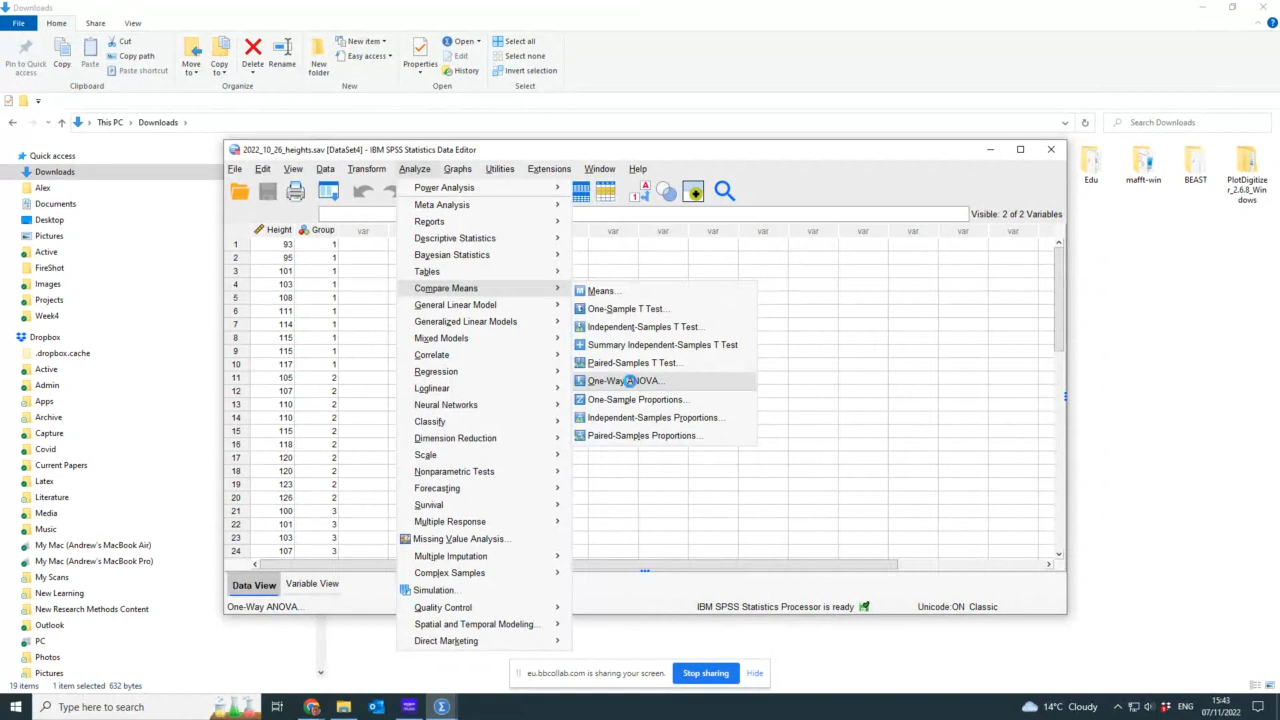 Downloads
File Home Share View
Pin to Quick access
Copy
Paste
Cut
Copy path
Paste shortcut
Clipboard
Move to
Copy to
Delete
Rename
Organize
New folder
New item
Easy access
New
Properties
Open
Edit
History
Open
Select all
Select none
Invert selection
Select
This PC > Downloads >
Search Downloads
Quick access
Downloads
Alex
Documents
Desktop
Pictures
Active
FireShot
Images
Projects
Week4
Dropbox
.dropbox.cache
Active
Admin
Apps
Archive
Capture
Covid
Current Papers
Latex
Literature
Media
Music
My Mac (Andrew's MacBook Air)
My Mac (Andrew's MacBook Pro)
My Scans
New Learning
New Research Methods Content
Outlook
PC
Photos
Pictures
19 items 1 item selected 632 bytes
Edu
mafft-win
BEAST
PlotDigitizer_2.6.8_Windows
2022_10_26_heights.sav [DataSet4] - IBM SPSS Statistics Data Editor
File Edit View Data Transform Analyze Graphs Utilities Extensions Window Help
Visible: 2 of 2 Variables
Height Group var var var var var var var var var
1 93 1
2 95 1
3 101 1
4 103 1
5 108 1
6 111 1
7 114 1
8 115 1
9 115 1
10 117 1
11 105 2
12 107 2
13 110 2
14 110 2
15 116 2
16 118 2
17 120 2
18 120 2
19 123 2
20 126 2
21 100 3
22 101 3
23 103 3
24 107 3
Power Analysis
Meta Analysis
Reports
Descriptive Statistics
Bayesian Statistics
Tables
Compare Means
General Linear Model
Generalized Linear Models
Mixed Models
Correlate
Regression
Loglinear
Neural Networks
Classify
Dimension Reduction
Scale
Nonparametric Tests
Forecasting
Survival
Multiple Response
Missing Value Analysis...
Multiple Imputation
Complex Samples
Simulation...
Quality Control
Spatial and Temporal Modeling...
Direct Marketing
Means...
One-Sample T Test...
Independent-Samples T Test...
Summary Independent-Samples T Test
Paired-Samples T Test...
One-Way ANOVA...
One-Sample Proportions...
Independent-Samples Proportions...
Paired-Samples Proportions...
Data View Variable View
One-Way ANOVA...
IBM SPSS Statistics Processor is ready
Unicode:ON Classic
eu.bbcollab.com is sharing your screen.
Stop sharing
Hide
Type here to search
14°C Cloudy
ENG
15:43
07/11/2022